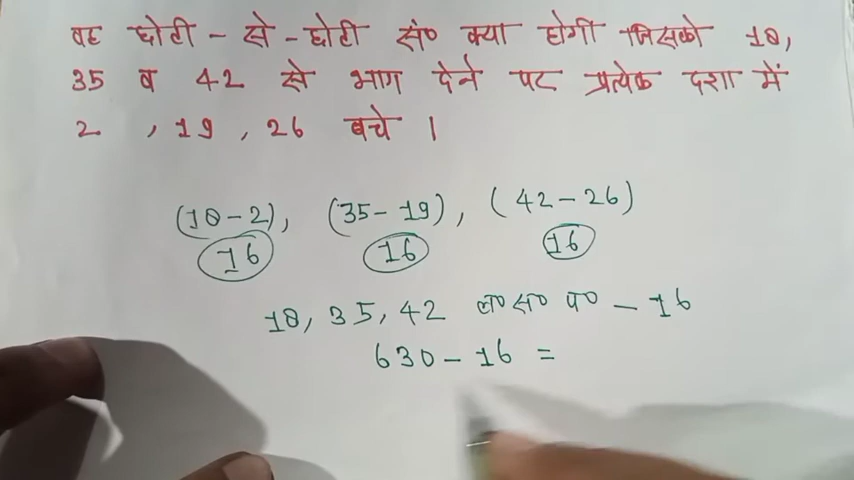 वह छोटी - से - छोटी सं० क्या होगी जिसको 18,
35 व 42 से भाग देने पर प्रत्येक दशा में
2 , 19 , 26 बचे ।
(18-2), (35-19), (42-26)
16 16 16
18, 35, 42 ल० स० प० - 16
630 - 16 =